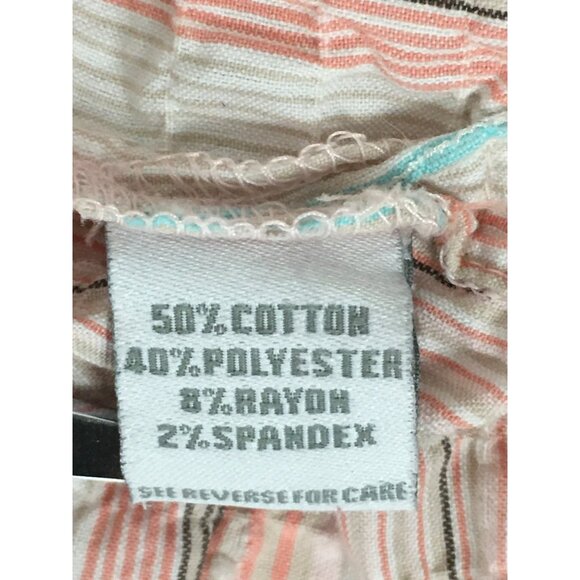 50% COTTON
40% POLYESTER
8% RAYON
2% SPANDEX
SEE REVERSE FOR CARE